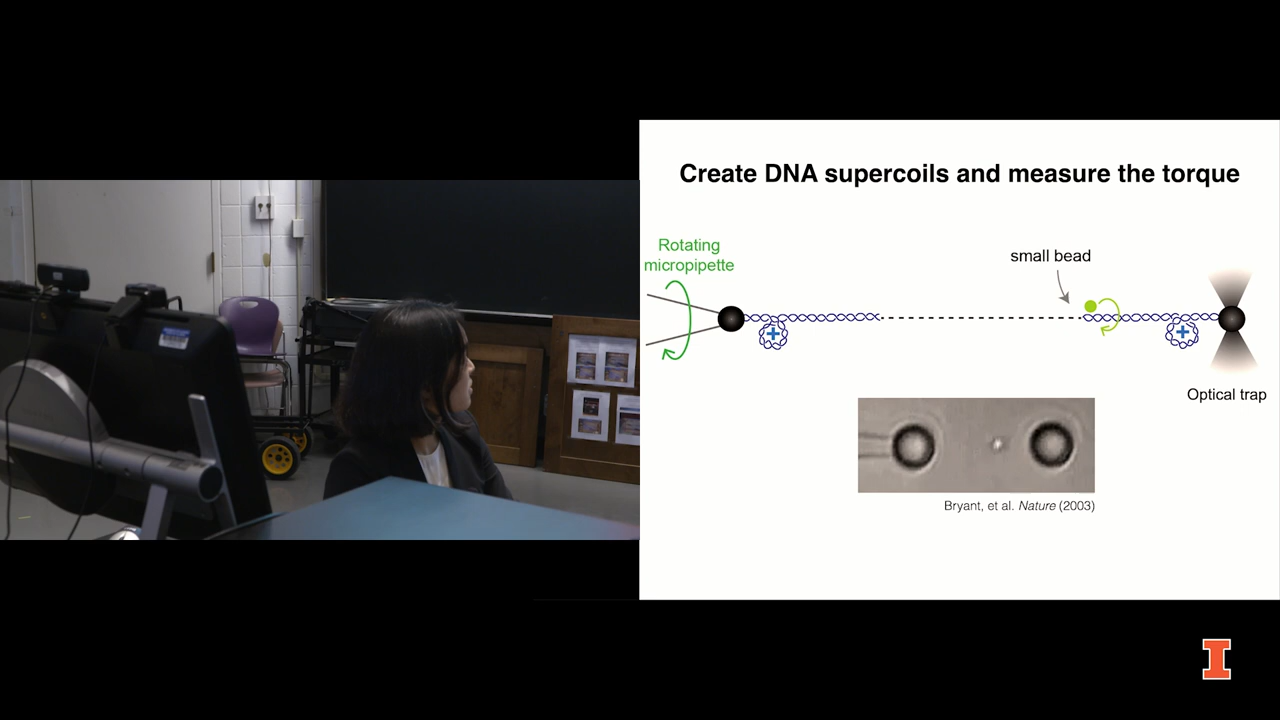 Create DNA supercoils and measure the torque
Rotating
micropipette
small bead
+
+
Optical trap
Bryant, et al. Nature (2003)
I